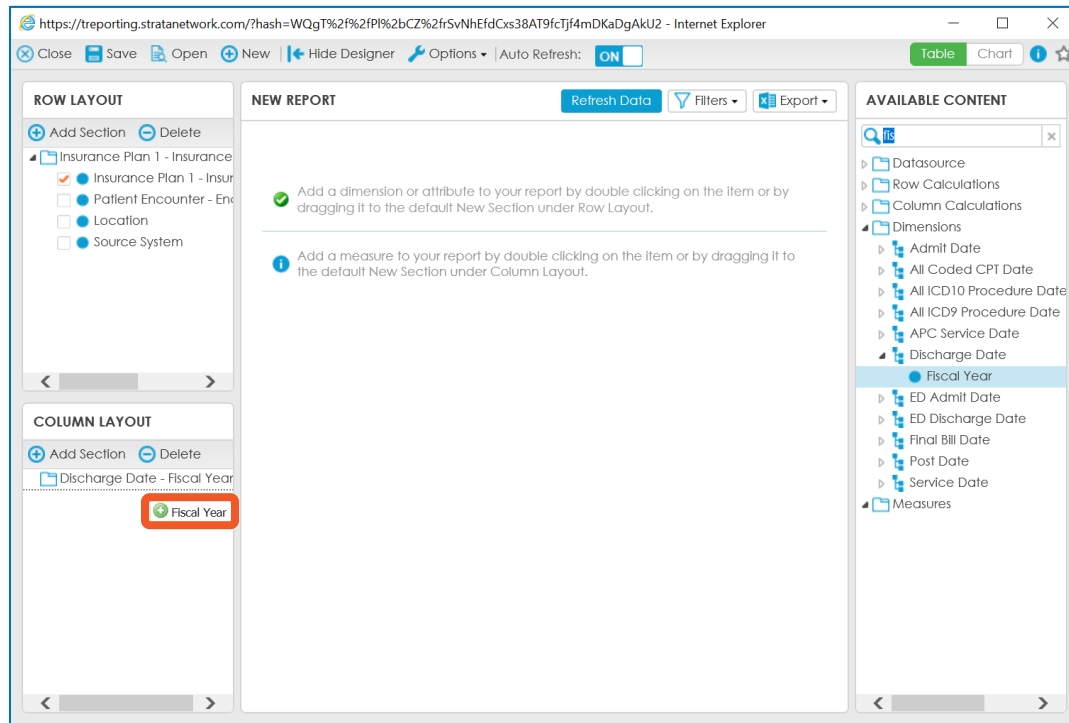 https://treporting.stratanetwork.com/?hash=WQgT%2f%2fPl%2bCZ%2frSvNhEfdCxs38AT9fcTjf4mDKaDgAkU2 - Internet Explorer
Close Save Open New Hide Designer Options Auto Refresh: ON Table Chart
ROW LAYOUT
Add Section Delete
Insurance Plan 1 - Insurance
Insurance Plan 1 - Insur
Patient Encounter - En
Location
Source System
COLUMN LAYOUT
Add Section Delete
Discharge Date - Fiscal Year
Fiscal Year
NEW REPORT
Refresh Data Filters Export
Add a dimension or attribute to your report by double clicking on the item or by
dragging it to the default New Section under Row Layout.
Add a measure to your report by double clicking on the item or by dragging it to
the default New Section under Column Layout.
AVAILABLE CONTENT
fis
Datasource
Row Calculations
Column Calculations
Dimensions
Admit Date
All Coded CPT Date
All ICD10 Procedure Date
All ICD9 Procedure Date
APC Service Date
Discharge Date
Fiscal Year
ED Admit Date
ED Discharge Date
Final Bill Date
Post Date
Service Date
Measures